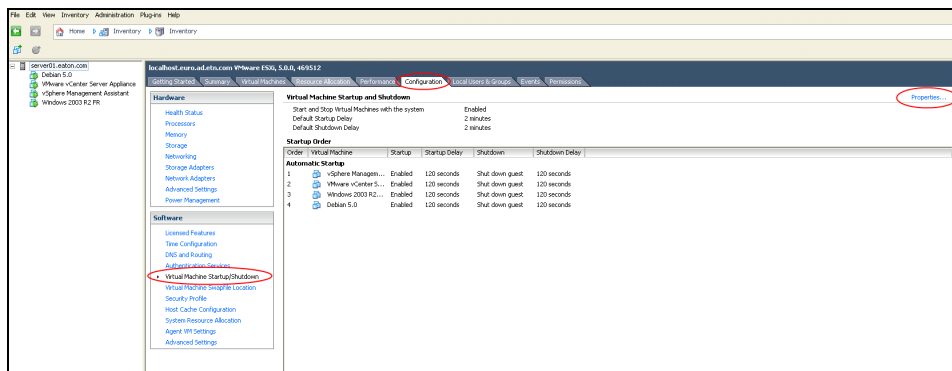 File Edit View Inventory Administration Plug-ins Help
Home Inventory Inventory
server01.eaton.com
Debian 5.0
VMware vCenter Server Appliance
vSphere Management Assistant
Windows 2003 R2 FR
localhost.euro.ad.etn.com VMware ESXi, 5.0.0, 469512
Getting Started Summary Virtual Machines Resource Allocation Performance Configuration Local Users & Groups Events Permissions
Hardware
Health Status
Processors
Memory
Storage
Networking
Storage Adapters
Network Adapters
Advanced Settings
Power Management
Software
Licensed Features
Time Configuration
DNS and Routing
Authentication Services
Virtual Machine Startup/Shutdown
Virtual Machine Swapfile Location
Security Profile
Host Cache Configuration
System Resource Allocation
Agent VM Settings
Advanced Settings
Virtual Machine Startup and Shutdown Properties...
Start and Stop Virtual Machines with the system Enabled
Default Startup Delay 2 minutes
Default Shutdown Delay 2 minutes
Startup Order
Order Virtual Machine Startup Startup Delay Shutdown Shutdown Delay
Automatic Startup
1 vSphere Managem... Enabled 120 seconds Shut down guest 120 seconds
2 VMware vCenter S... Enabled 120 seconds Shut down guest 120 seconds
3 Windows 2003 R2... Enabled 120 seconds Shut down guest 120 seconds
4 Debian 5.0 Enabled 120 seconds Shut down guest 120 seconds